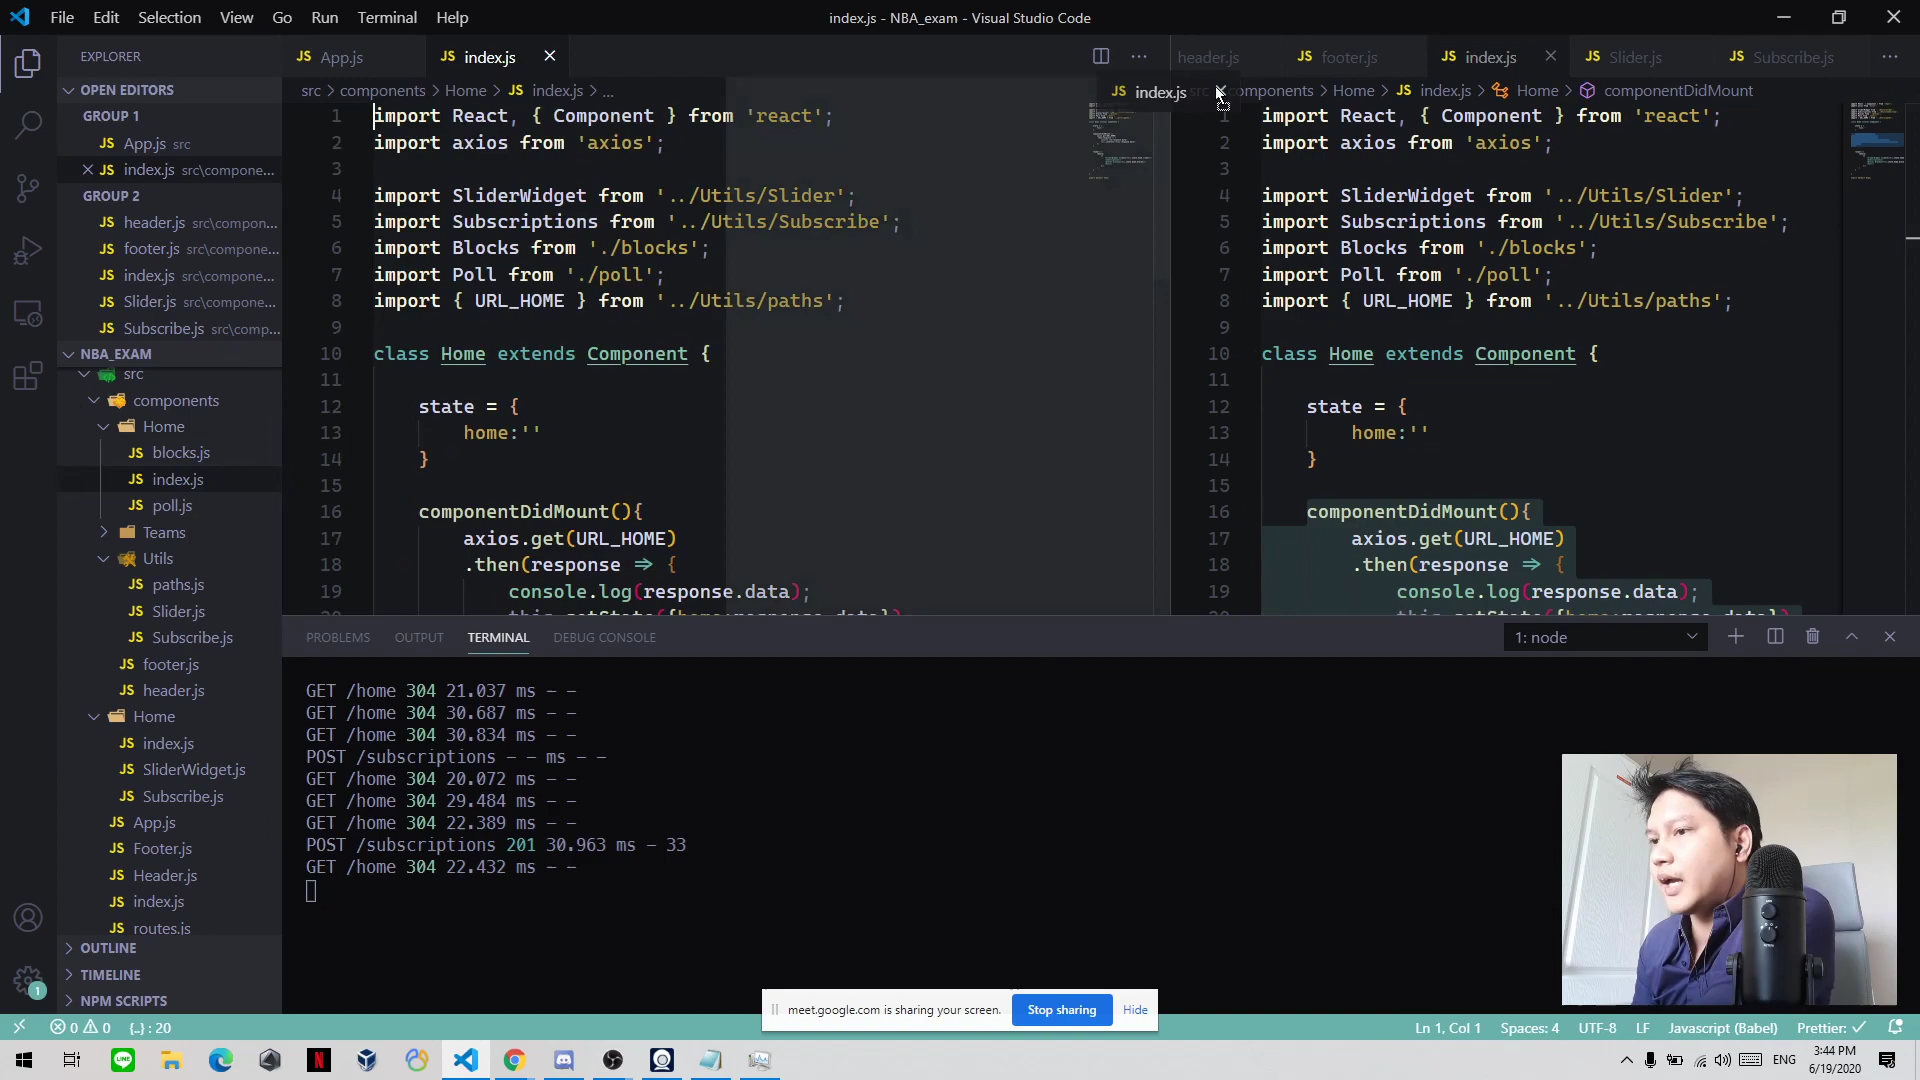 File Edit Selection View Go Run Terminal Help
index.js - NBA_exam - Visual Studio Code
EXPLORER
OPEN EDITORS
GROUP 1
JS App.js src
JS index.js src\compone...
GROUP 2
JS header.js src\compon...
JS footer.js src\compone...
JS index.js src\compone...
JS Slider.js src\compone...
JS Subscribe.js src\comp...
NBA_EXAM
src
components
Home
JS blocks.js
JS index.js
JS poll.js
Teams
Utils
JS paths.js
JS Slider.js
JS Subscribe.js
JS footer.js
JS header.js
Home
JS index.js
JS SliderWidget.js
JS Subscribe.js
JS App.js
JS Footer.js
JS Header.js
JS index.js
JS routes.js
OUTLINE
TIMELINE
NPM SCRIPTS
JS App.js JS index.js
src > components > Home > JS index.js > ...
1 import React, { Component } from 'react';
2 import axios from 'axios';
3
4 import SliderWidget from '../Utils/Slider';
5 import Subscriptions from '../Utils/Subscribe';
6 import Blocks from './blocks';
7 import Poll from './poll';
8 import { URL_HOME } from '../Utils/paths';
9
10 class Home extends Component {
11
12 state = {
13 home:''
14 }
15
16 componentDidMount(){
17 axios.get(URL_HOME)
18 .then(response ⇒ {
19 console.log(response.data);
header.js JS footer.js JS index.js JS Slider.js JS Subscribe.js
JS index.js
src > components > Home > JS index.js > Home > componentDidMount
1 import React, { Component } from 'react';
2 import axios from 'axios';
3
4 import SliderWidget from '../Utils/Slider';
5 import Subscriptions from '../Utils/Subscribe';
6 import Blocks from './blocks';
7 import Poll from './poll';
8 import { URL_HOME } from '../Utils/paths';
9
10 class Home extends Component {
11
12 state = {
13 home:''
14 }
15
16 componentDidMount(){
17 axios.get(URL_HOME)
18 .then(response ⇒ {
19 console.log(response.data);
PROBLEMS OUTPUT TERMINAL DEBUG CONSOLE
1: node
GET /home 304 21.037 ms - -
GET /home 304 30.687 ms - -
GET /home 304 30.834 ms - -
POST /subscriptions - - ms - -
GET /home 304 20.072 ms - -
GET /home 304 29.484 ms - -
GET /home 304 22.389 ms - -
POST /subscriptions 201 30.963 ms - 33
GET /home 304 22.432 ms - -
meet.google.com is sharing your screen. Stop sharing Hide
1
0 0 {..} : 20
Ln 1, Col 1 Spaces: 4 UTF-8 LF Javascript (Babel) Prettier: ✓
LINE
N
ENG
3:44 PM
6/19/2020